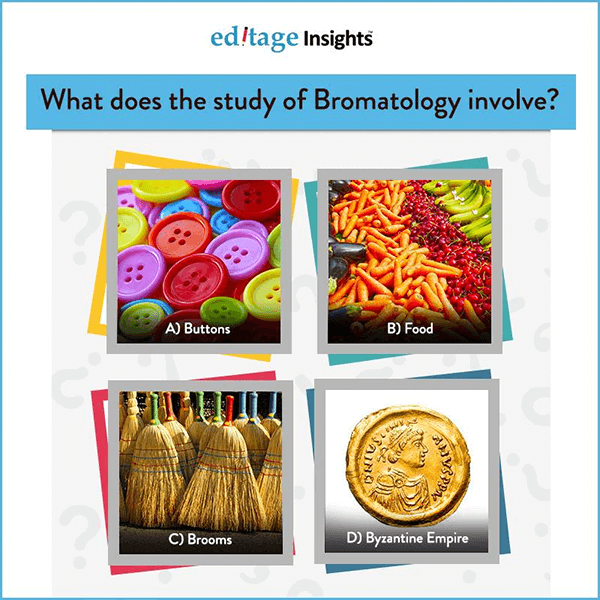 ed!tage Insights
What does the study of Bromatology involve?
A) Buttons
B) Food
C) Brooms
D) Byzantine Empire